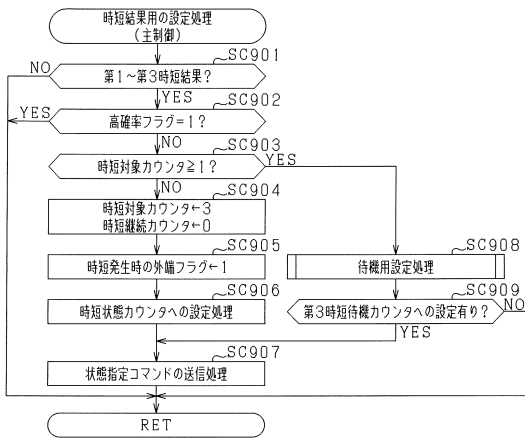 時短結果用の設定処理
(主制御)
SC901
NO
第1～第3時短結果?
YES
SC902
YES
高確率フラグ=1?
NO
SC903
時短対象カウンタ≧1?
YES
NO
SC904
時短対象カウンタ←3
時短継続カウンタ←0
SC905
時短発生時の外端フラグ←1
SC908
待機用設定処理
SC906
時短状態カウンタへの設定処理
SC909
第3時短待機カウンタへの設定有り?
NO
YES
SC907
状態指定コマンドの送信処理
RET